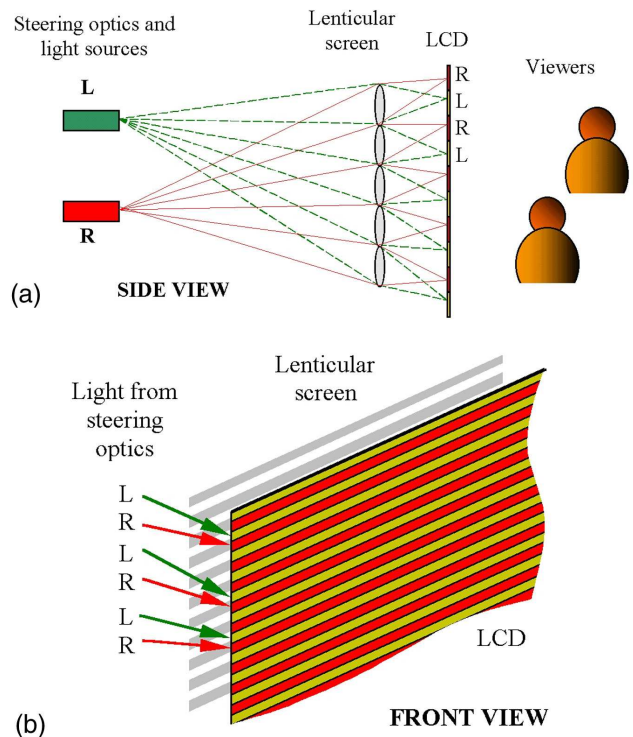 Steering optics and
light sources
Lenticular
screen
LCD
Viewers
L
R
R
L
R
L
SIDE VIEW
(a)
Lenticular
screen
Light from
steering
optics
L
R
L
R
L
R
LCD
FRONT VIEW
(b)